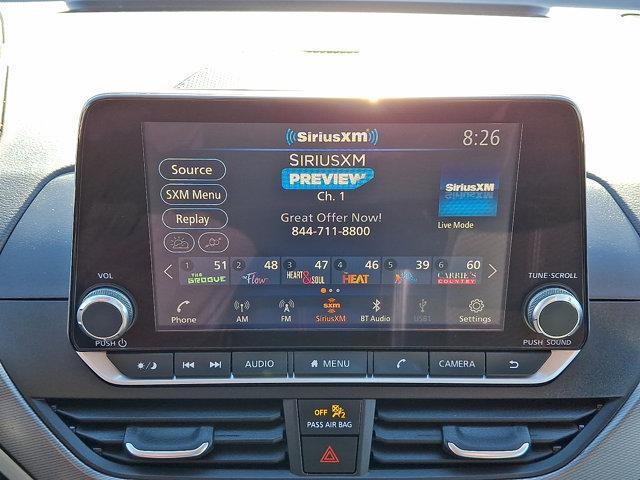 SiriusXM 8:26
SIRIUSXM
PREVIEW
Source
SXM Menu
Replay
Ch. 1
Great Offer Now!
844-711-8800
SiriusXM
Live Mode
1 51 2 48 3 47 4 46 5 39 6 60
THE GROOVE Flow HEART & SOUL HEAT CARRIE'S COUNTRY
sxm
Phone AM FM SiriusXM BT Audio USB1 Settings
VOL
PUSH
TUNE·SCROLL
PUSH SOUND
AUDIO MENU CAMERA
OFF 2
PASS AIR BAG